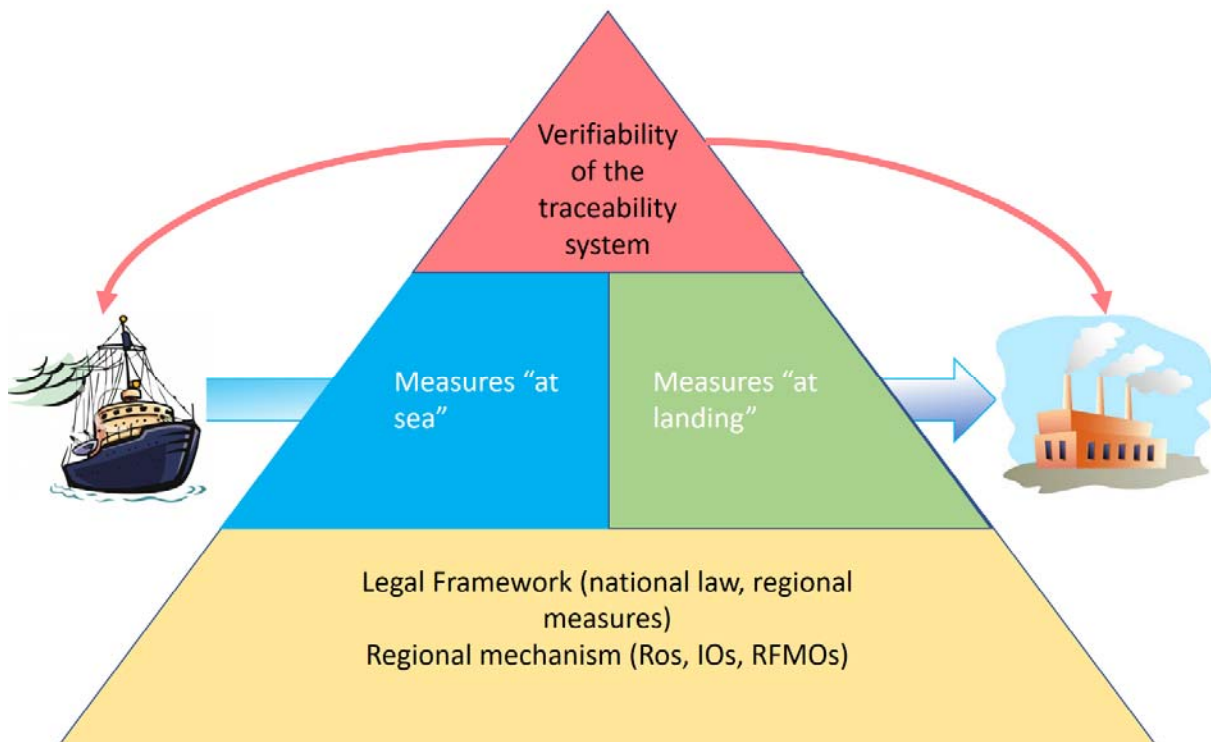 Verifiability
of the
traceability
system
Measures “at
sea”
Measures “at
landing”
Legal Framework (national law, regional
measures)
Regional mechanism (Ros, IOs, RFMOs)